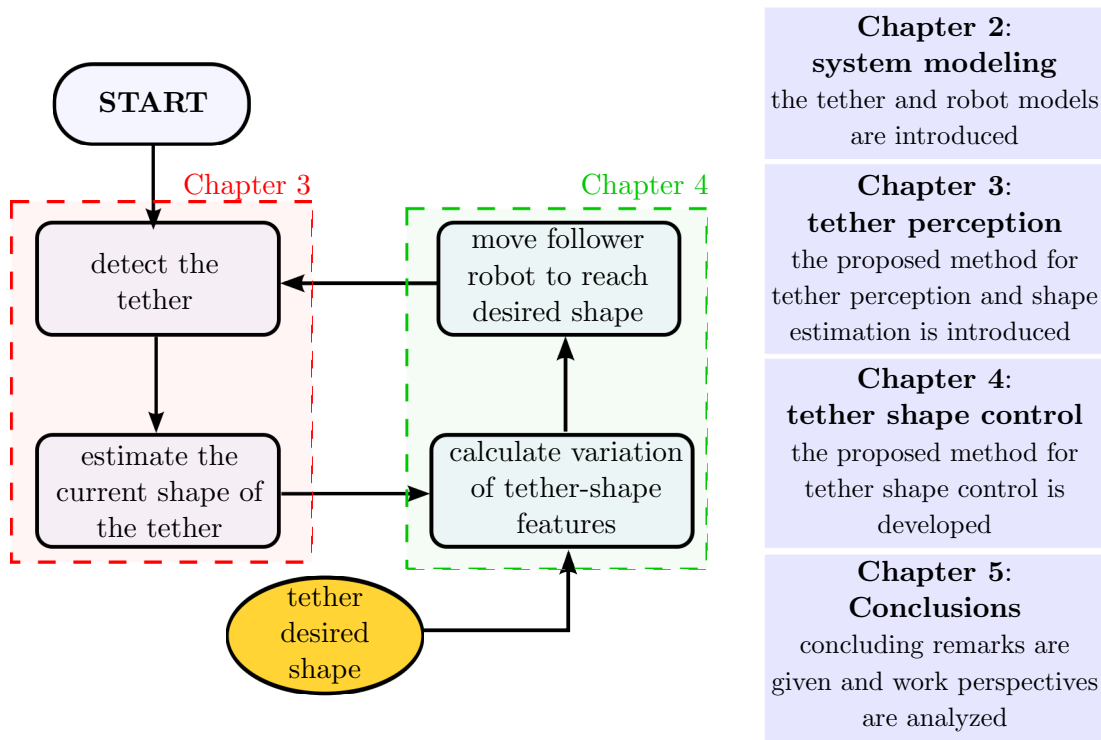 START
Chapter 3
detect the
tether
estimate the
current shape of
the tether
Chapter 4
move follower
robot to reach
desired shape
calculate variation
of tether-shape
features
tether
desired
shape
Chapter 2:
system modeling
the tether and robot models
are introduced
Chapter 3:
tether perception
the proposed method for
tether perception and shape
estimation is introduced
Chapter 4:
tether shape control
the proposed method for
tether shape control is
developed
Chapter 5:
Conclusions
concluding remarks are
given and work perspectives
are analyzed